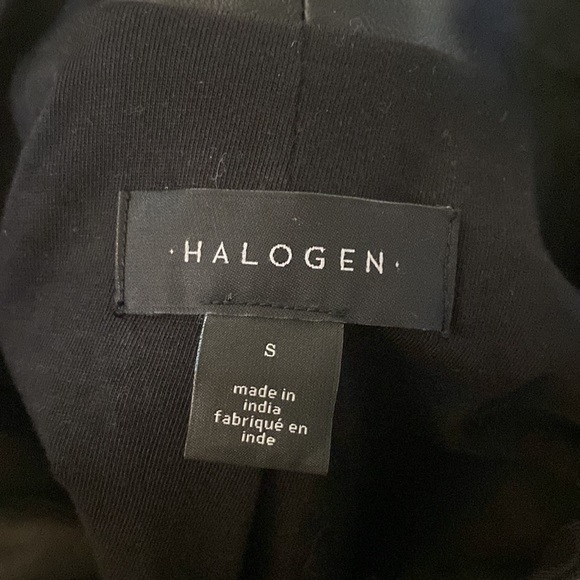 ·HALOGEN·
S
made in
india
fabriqué en
inde